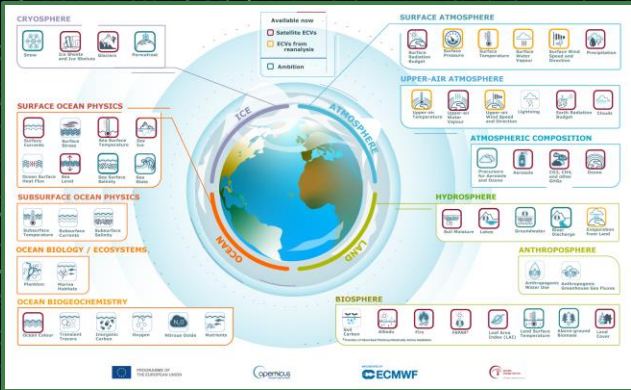 CRYOSPHERE
Snow
Ice Sheets
and Ice Shelves
Glaciers
Permafrost
Available now
Satellite ECVs
ECVs from
reanalysis
Ambition
SURFACE ATMOSPHERE
Surface
Radiation
Budget
Surface
Pressure
Surface
Temperature
Surface
Water
Vapour
Surface Wind
Speed and
Direction
Precipitation
UPPER-AIR ATMOSPHERE
Upper-air
Temperature
Upper-air
Water
Vapour
Upper-air
Wind Speed
and Direction
Lightning
Earth Radiation
Budget
Clouds
ATMOSPHERIC COMPOSITION
Precursors
for Aerosols
and Ozone
Aerosols
CO2, CH4,
and other
GHGs
Ozone
SURFACE OCEAN PHYSICS
Surface
Currents
Surface
Stress
Sea Surface
Temperature
Sea
Ice
Ocean Surface
Heat Flux
Sea
Level
Sea Surface
Salinity
Sea
State
SUBSURFACE OCEAN PHYSICS
Subsurface
Temperature
Subsurface
Currents
Subsurface
Salinity
OCEAN BIOLOGY / ECOSYSTEMS
Plankton
Marine
Habitats
OCEAN BIOGEOCHEMISTRY
Ocean Colour
Transient
Tracers
Inorganic
Carbon
Oxygen
N2O
Nitrous Oxide
Nutrients
ICE
ATMOSPHERE
OCEAN
LAND
HYDROSPHERE
Soil Moisture
Lakes
Groundwater
River
Discharge
Evaporation
from Land
ANTHROPOSPHERE
Anthropogenic
Water Use
Anthropogenic
Greenhouse Gas Fluxes
BIOSPHERE
Soil
Carbon
Albedo
Fire
FAPAR*
Leaf Area
Index (LAI)
Land Surface
Temperature
Above-ground
Biomass
Land
Cover
PROGRAMME OF
THE EUROPEAN UNION
Copernicus
ECMWF